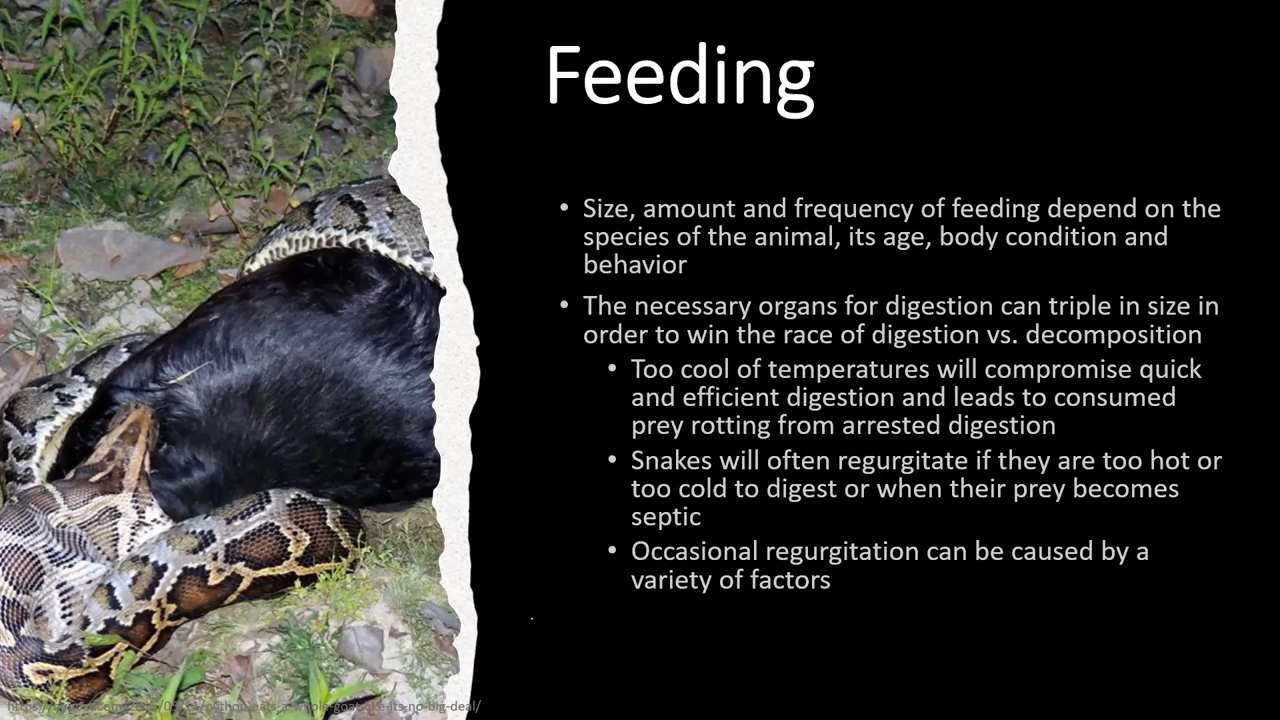 Feeding
• Size, amount and frequency of feeding depend on the
species of the animal, its age, body condition and
behavior
• The necessary organs for digestion can triple in size in
order to win the race of digestion vs. decomposition
• Too cool of temperatures will compromise quick
and efficient digestion and leads to consumed
prey rotting from arrested digestion
• Snakes will often regurgitate if they are too hot or
too cold to digest or when their prey becomes
septic
• Occasional regurgitation can be caused by a
variety of factors